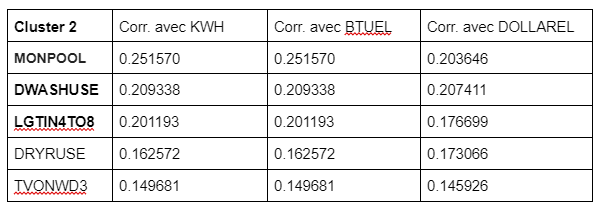 Cluster 2 Corr. avec KWH Corr. avec BTUEL Corr. avec DOLLAREL
MONPOOL 0.251570 0.251570 0.203646
DWASHUSE 0.209338 0.209338 0.207411
LGTIN4TO8 0.201193 0.201193 0.176699
DRYRUSE 0.162572 0.162572 0.173066
TVONWD3 0.149681 0.149681 0.145926